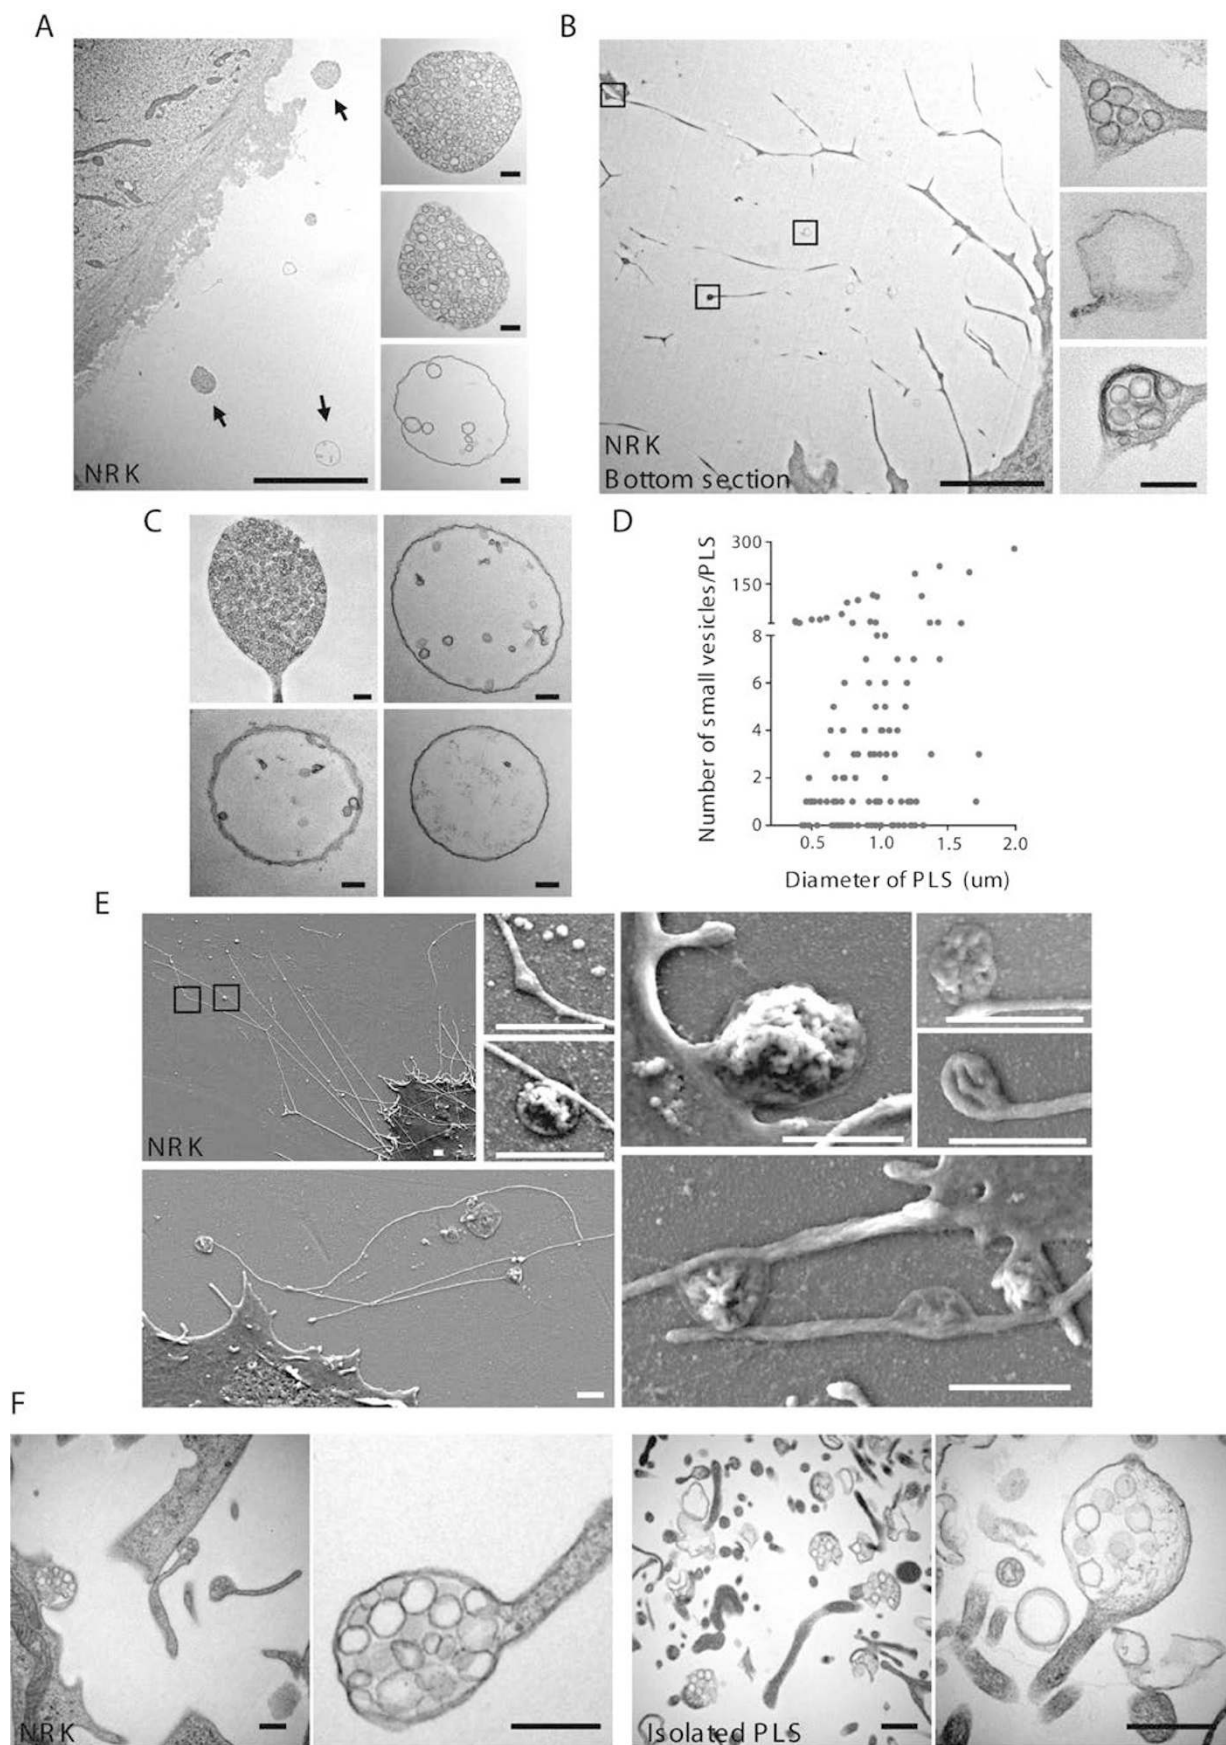 A
B
NRK
NRK
Bottom section
C
D
Number of small vesicles/PLS
300
150
8
6
4
2
0
0.5
1.0
1.5
2.0
Diameter of PLS (um)
E
NRK
F
NRK
Isolated PLS